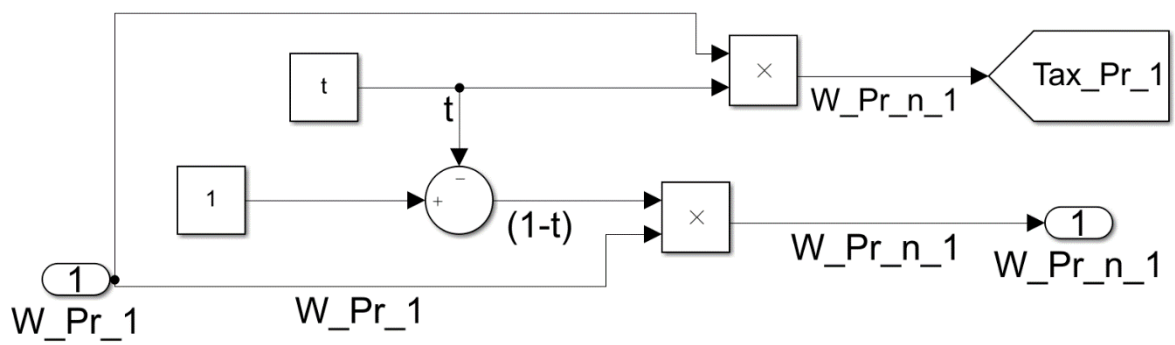 t
×
Tax_Pr_1
W_Pr_n_1
t
−
1
+
(1-t)
×
W_Pr_n_1
1
W_Pr_n_1
1
W_Pr_1
W_Pr_1